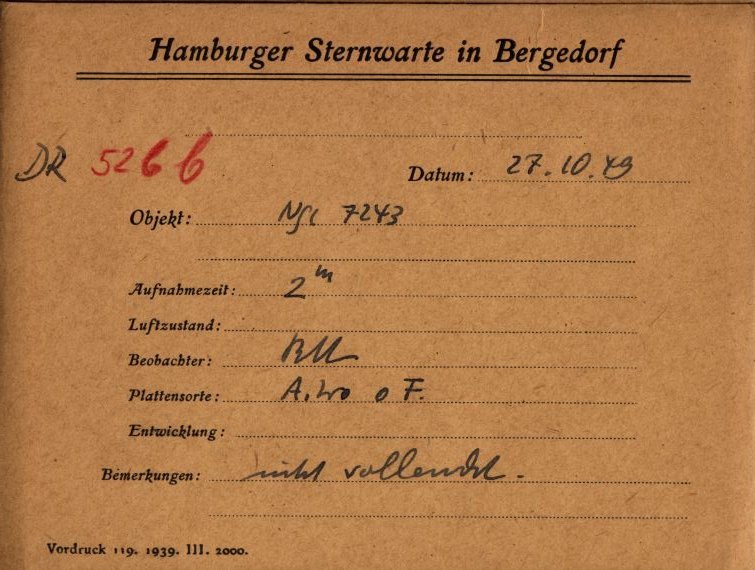 Hamburger Sternwarte in Bergedorf
DR 5266
Datum: 27.10.49
Objekt: NGC 7243
Aufnahmezeit: 2m
Luftzustand:
Beobachter:
Plattensorte: o F.
Entwicklung:
Bemerkungen: nicht vollendet.
Vordruck 119. 1939. III. 2000.